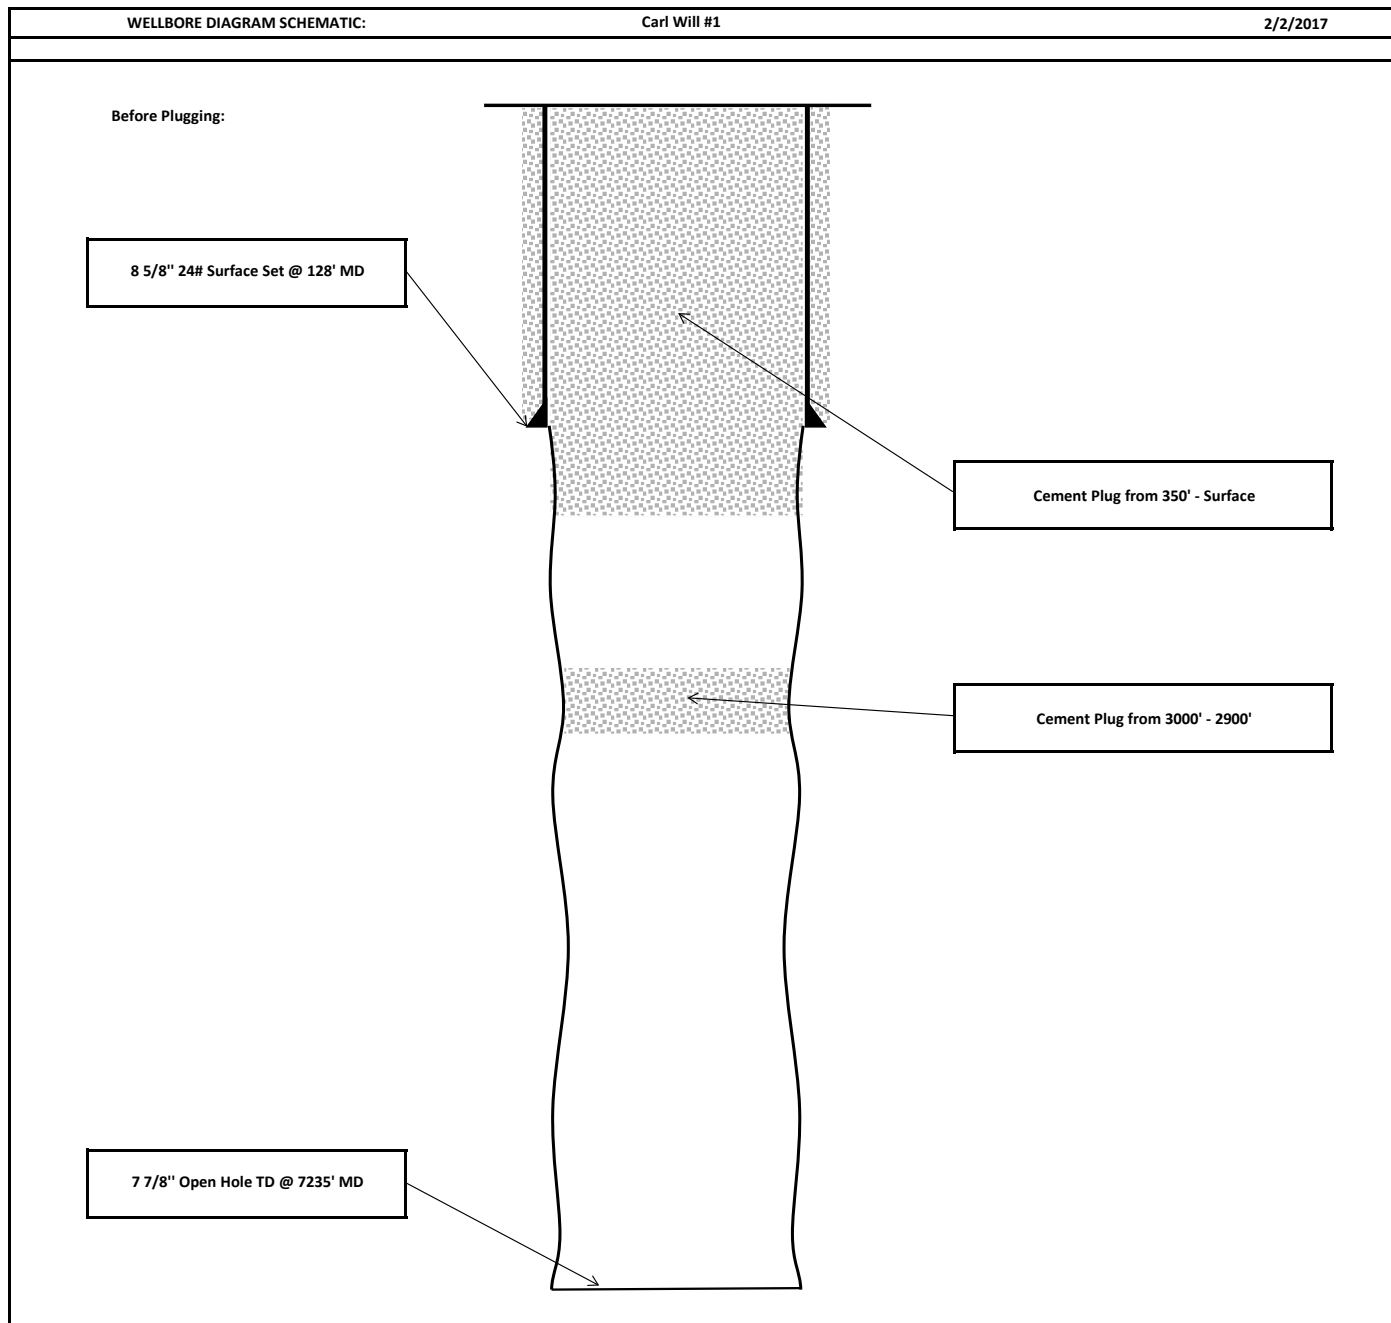 WELLBORE DIAGRAM SCHEMATIC: Carl Will #1 2/2/2017
Before Plugging:
8 5/8'' 24# Surface Set @ 128' MD
Cement Plug from 350' - Surface
Cement Plug from 3000' - 2900'
7 7/8'' Open Hole TD @ 7235' MD